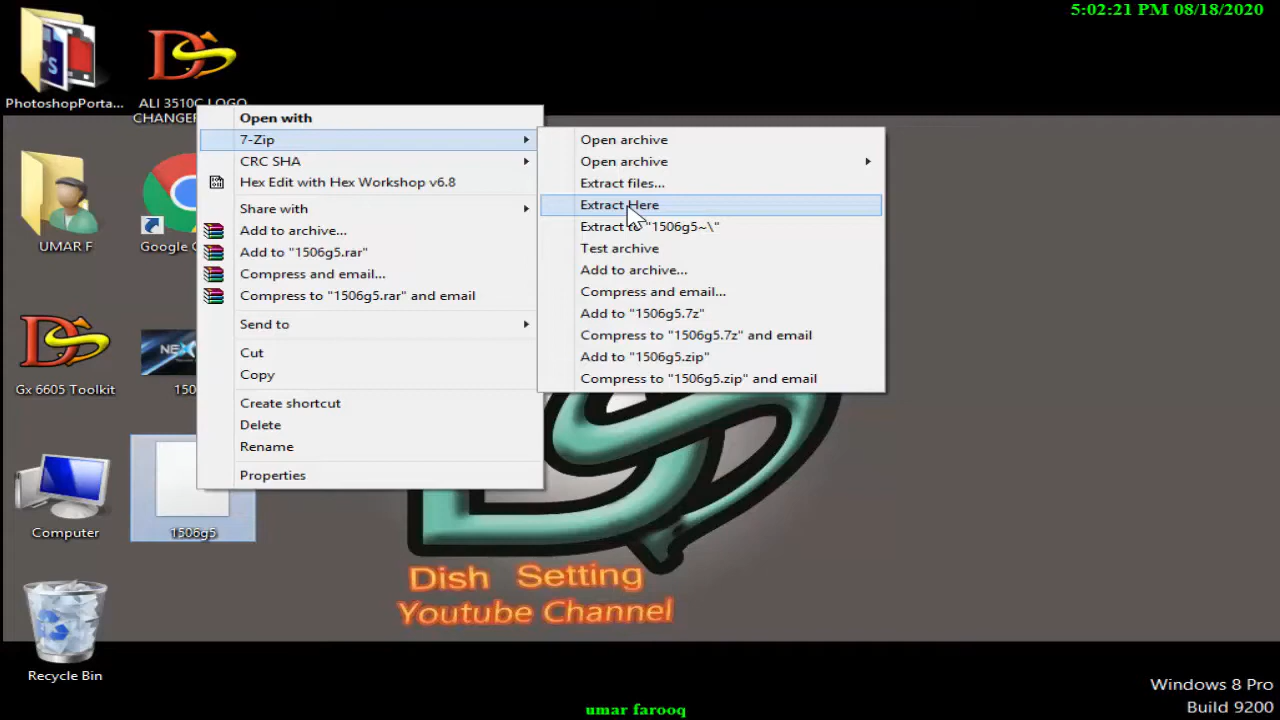 5:02:21 PM 08/18/2020
PhotoshopPorta...
ALI 3510C LOGO
CHANGER
UMAR F
Google C
Gx 6605 Toolkit
NEX
150
Computer
1506g5
Recycle Bin
Open with
7-Zip
CRC SHA
Hex Edit with Hex Workshop v6.8
Share with
Add to archive...
Add to "1506g5.rar"
Compress and email...
Compress to "1506g5.rar" and email
Send to
Cut
Copy
Create shortcut
Delete
Rename
Properties
Open archive
Open archive
Extract files...
Extract Here
Extract to "1506g5~\"
Test archive
Add to archive...
Compress and email...
Add to "1506g5.7z"
Compress to "1506g5.7z" and email
Add to "1506g5.zip"
Compress to "1506g5.zip" and email
DS
Dish Setting
Youtube Channel
Windows 8 Pro
Build 9200
umar farooq